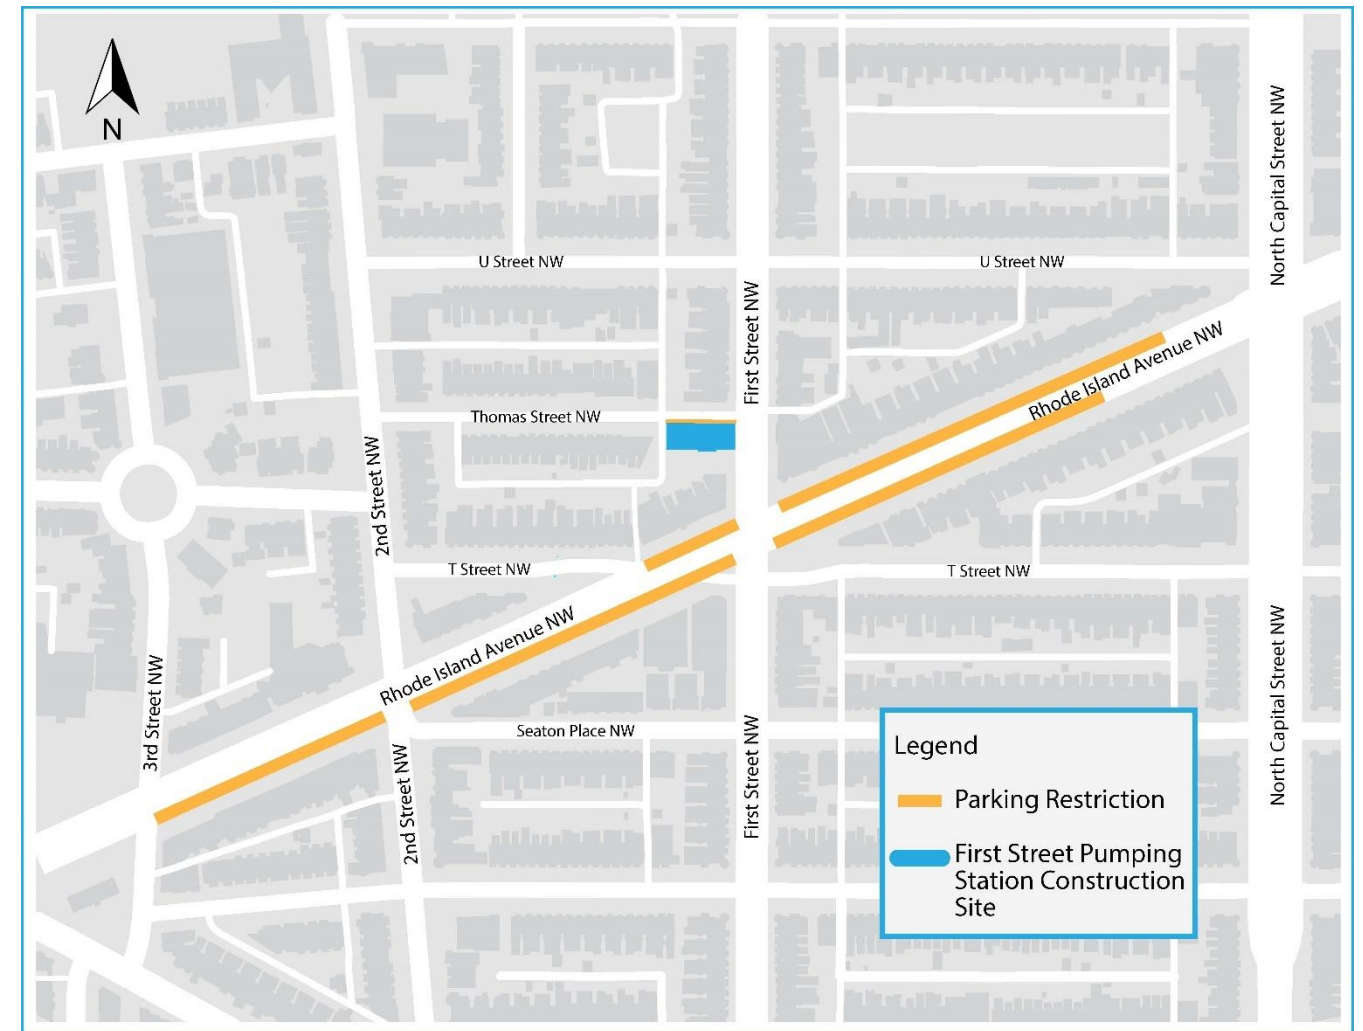 N
North Capital Street NW
U Street NW
U Street NW
First Street NW
Rhode Island Avenue NW
Thomas Street NW
2nd Street NW
T Street NW
T Street NW
Rhode Island Avenue NW
3rd Street NW
Seaton Place NW
2nd Street NW
First Street NW
North Capital Street NW
Legend
Parking Restriction
First Street Pumping
Station Construction
Site